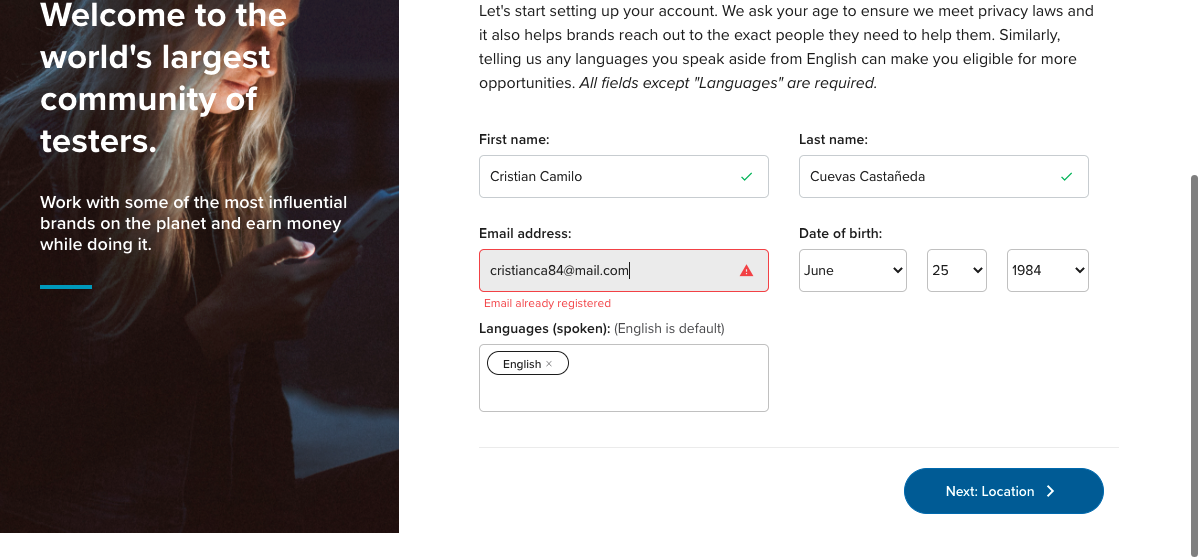 Welcome to the
world's largest
community of
testers.
Work with some of the most influential
brands on the planet and earn money
while doing it.
Let's start setting up your account. We ask your age to ensure we meet privacy laws and
it also helps brands reach out to the exact people they need to help them. Similarly,
telling us any languages you speak aside from English can make you eligible for more
opportunities. All fields except "Languages" are required.
First name:
Last name:
Cristian Camilo
Cuevas Castañeda
Email address:
Date of birth:
cristianca84@mail.com
June
25
1984
Email already registered
Languages (spoken): (English is default)
English ×
Next: Location